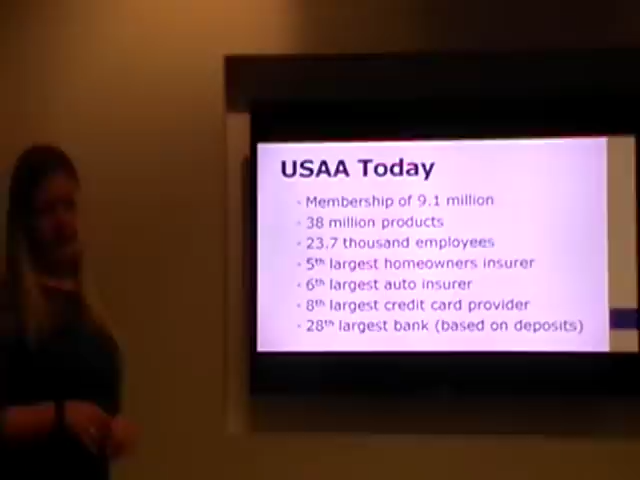 USAA Today
- Membership of 9.1 million
- 38 million products
- 23.7 thousand employees
- 5th largest homeowners insurer
- 6th largest auto insurer
- 8th largest credit card provider
- 28th largest bank (based on deposits)